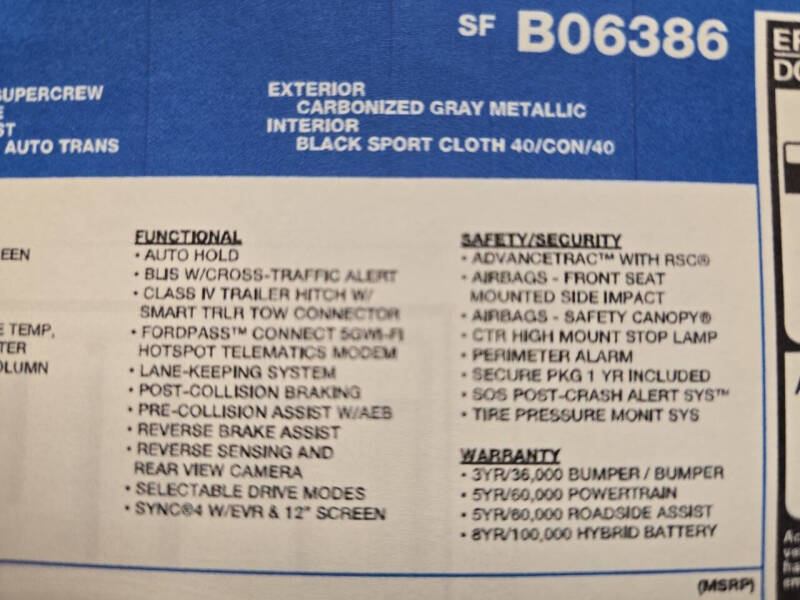 SF B06386
SUPERCREW
E
ST
AUTO TRANS
EXTERIOR
CARBONIZED GRAY METALLIC
INTERIOR
BLACK SPORT CLOTH 40/CON/40
EEN
E TEMP,
TER
OLUMN
FUNCTIONAL
• AUTO HOLD
• BLIS W/CROSS-TRAFFIC ALERT
• CLASS IV TRAILER HITCH W/
SMART TRLR TOW CONNECTOR
• FORDPASS™ CONNECT 5GWI-FI
HOTSPOT TELEMATICS MODEM
• LANE-KEEPING SYSTEM
• POST-COLLISION BRAKING
• PRE-COLLISION ASSIST W/AEB
• REVERSE BRAKE ASSIST
• REVERSE SENSING AND
REAR VIEW CAMERA
• SELECTABLE DRIVE MODES
• SYNC®4 W/EVR & 12" SCREEN
SAFETY/SECURITY
• ADVANCETRAC™ WITH RSC®
• AIRBAGS - FRONT SEAT
MOUNTED SIDE IMPACT
• AIRBAGS - SAFETY CANOPY®
• CTR HIGH MOUNT STOP LAMP
• PERIMETER ALARM
• SECURE PKG 1 YR INCLUDED
• SOS POST-CRASH ALERT SYS™
• TIRE PRESSURE MONIT SYS
WARRANTY
• 3YR/36,000 BUMPER / BUMPER
• 5YR/60,000 POWERTRAIN
• 5YR/60,000 ROADSIDE ASSIST
• 8YR/100,000 HYBRID BATTERY
(MSRP)
DO